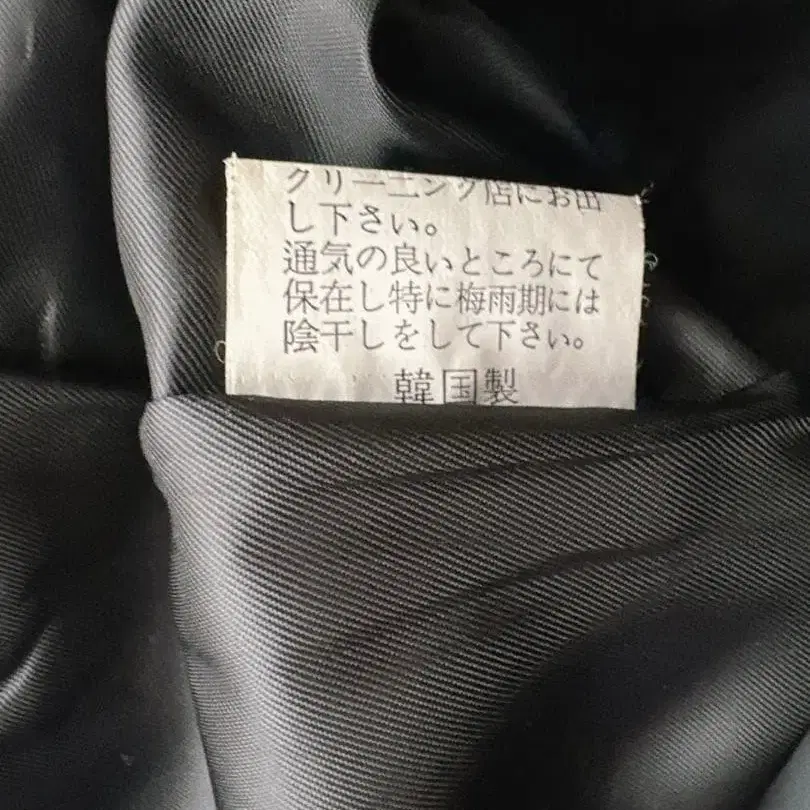 クリーニング店にお出
し下さい。
通気の良いところにて
保在し特に梅雨期には
陰干しをして下さい。
韓国製